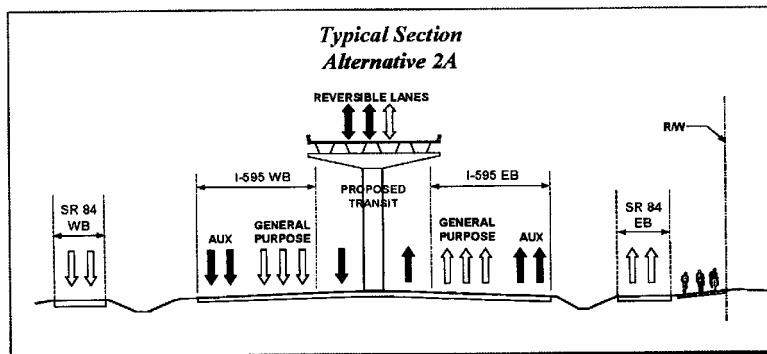 Typical Section
Alternative 2A
REVERSIBLE LANES
R/W
I-595 WB
PROPOSED
TRANSIT
I-595 EB
SR 84
WB
SR 84
EB
AUX
GENERAL
PURPOSE
GENERAL
PURPOSE
AUX